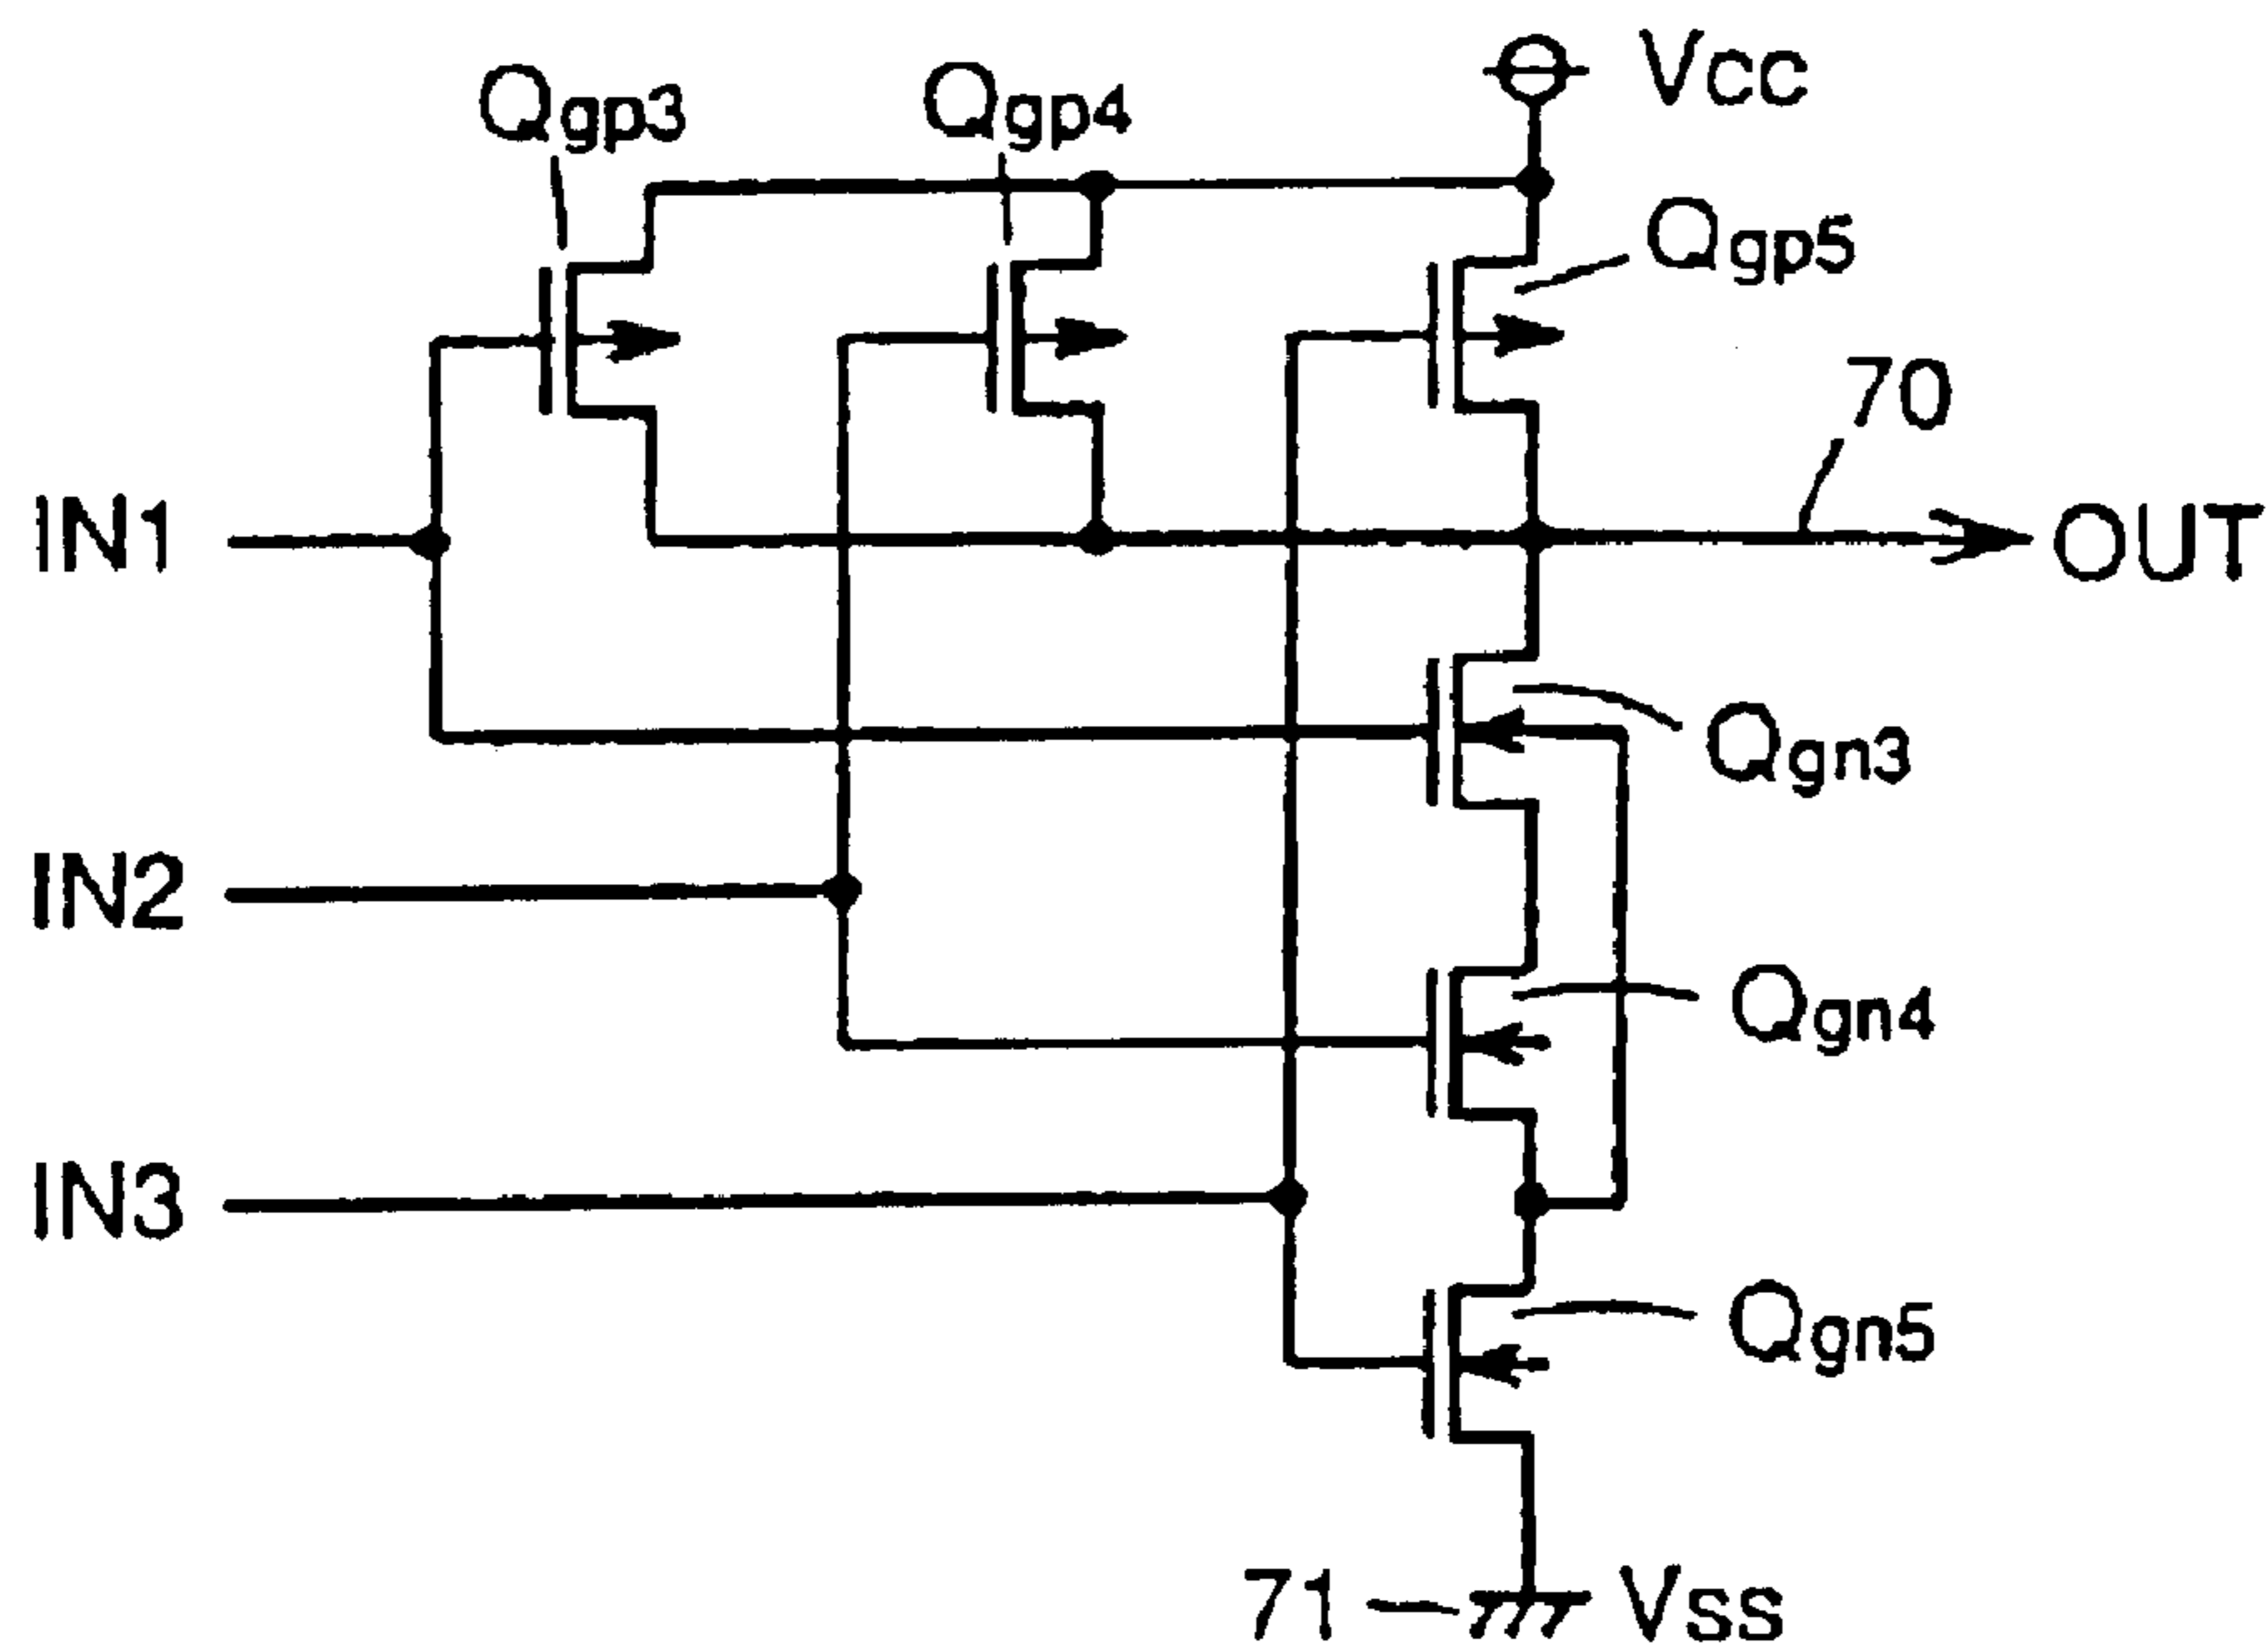 Vcc
Qgp3
Qgp4
Qgp5
70
IN1
OUT
Qgn3
IN2
Qgn4
IN3
Qgn5
71
Vss